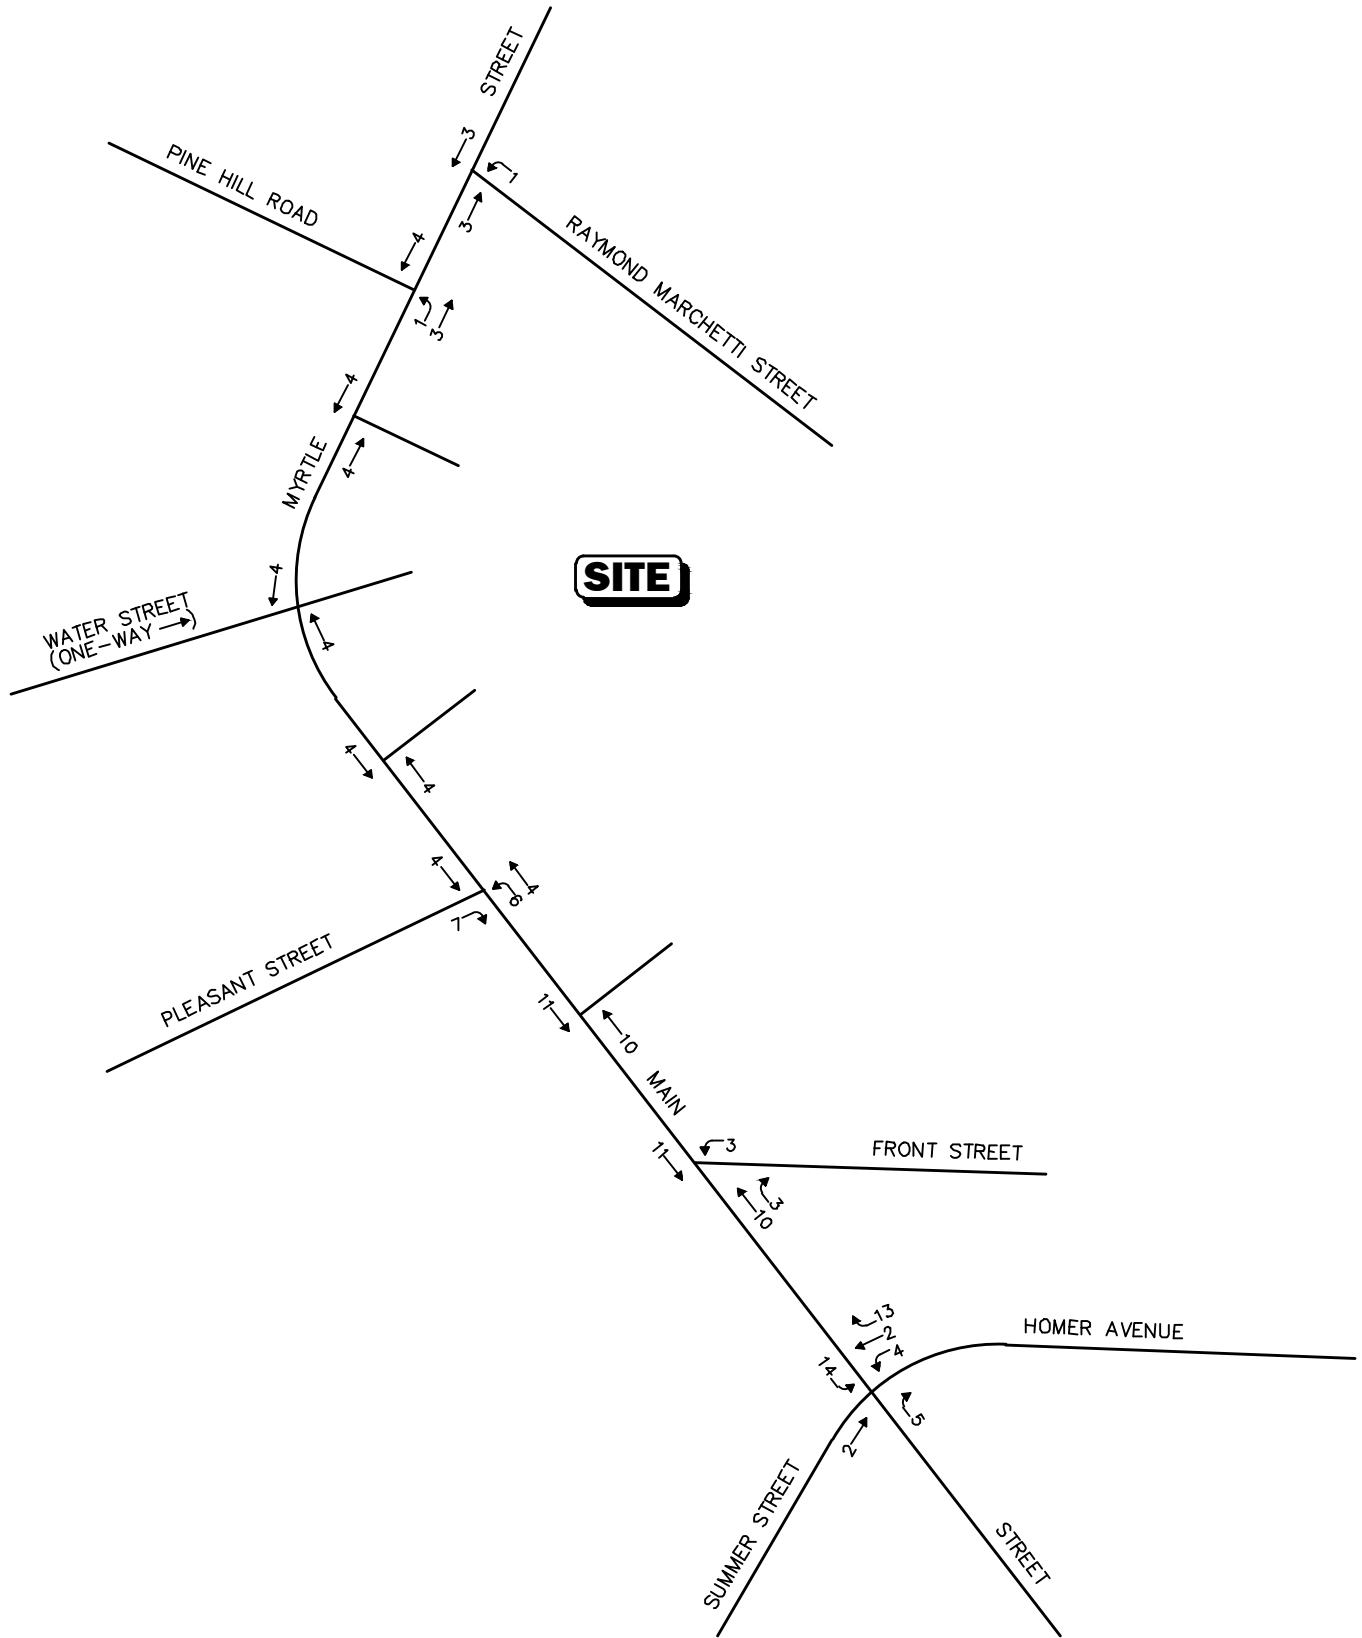 STREET
3
PINE HILL ROAD
1
3
4
RAYMOND MARCHETTI STREET
1
3
4
MYRTLE
4
SITE
4
WATER STREET
(ONE-WAY → )
4
4
4
4
4
6
7
PLEASANT STREET
11
10
MAIN
3
FRONT STREET
11
3
10
13
2
4
HOMER AVENUE
14
5
2
SUMMER STREET
STREET